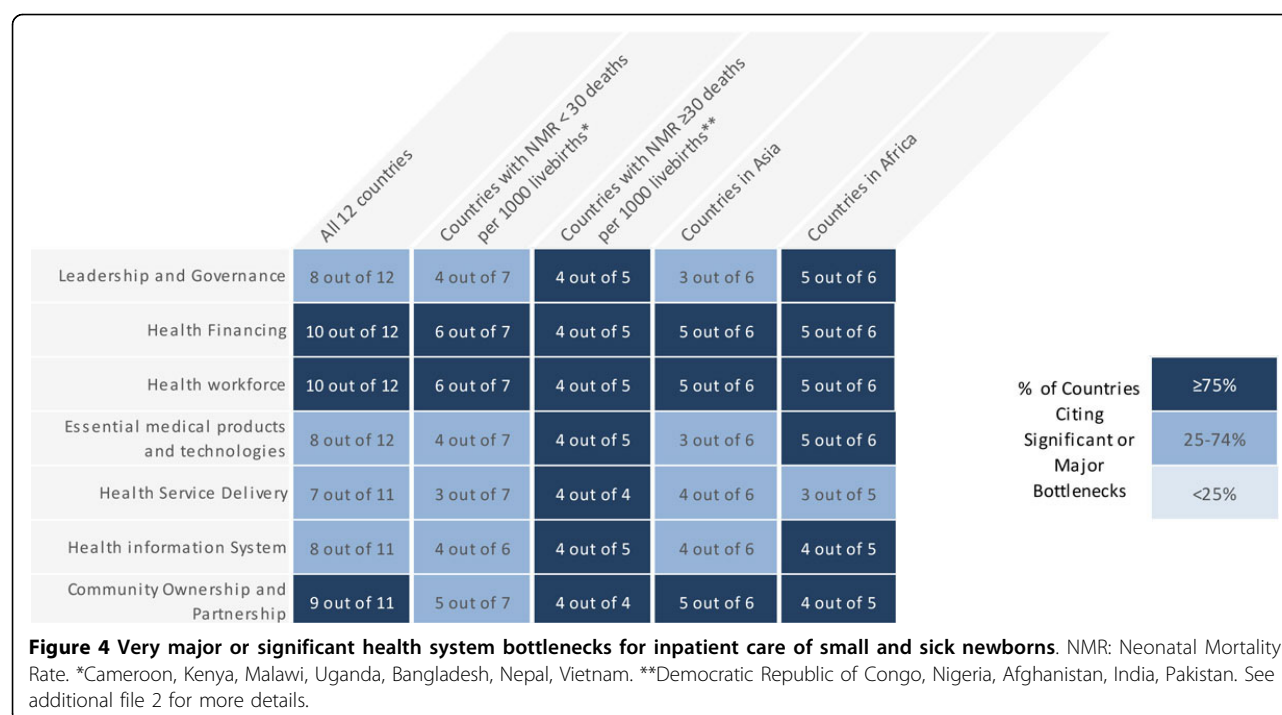 All 12 countries
Countries with NMR < 30 deaths
per 1000 livebirths*
Countries with NMR ≥30 deaths
per 1000 livebirths**
Countries in Asia
Countries in Africa
Leadership and Governance
8 out of 12
4 out of 7
4 out of 5
3 out of 6
5 out of 6
Health Financing
10 out of 12
6 out of 7
4 out of 5
5 out of 6
5 out of 6
Health workforce
10 out of 12
6 out of 7
4 out of 5
5 out of 6
5 out of 6
Essential medical products
and technologies
8 out of 12
4 out of 7
4 out of 5
3 out of 6
5 out of 6
Health Service Delivery
7 out of 11
3 out of 7
4 out of 4
4 out of 6
3 out of 5
Health information System
8 out of 11
4 out of 6
4 out of 5
4 out of 6
4 out of 5
Community Ownership and
Partnership
9 out of 11
5 out of 7
4 out of 4
5 out of 6
4 out of 5
% of Countries
Citing
Significant or
Major
Bottlenecks
≥75%
25-74%
<25%
Figure 4 Very major or significant health system bottlenecks for inpatient care of small and sick newborns. NMR: Neonatal Mortality
Rate. *Cameroon, Kenya, Malawi, Uganda, Bangladesh, Nepal, Vietnam. **Democratic Republic of Congo, Nigeria, Afghanistan, India, Pakistan. See
additional file 2 for more details.